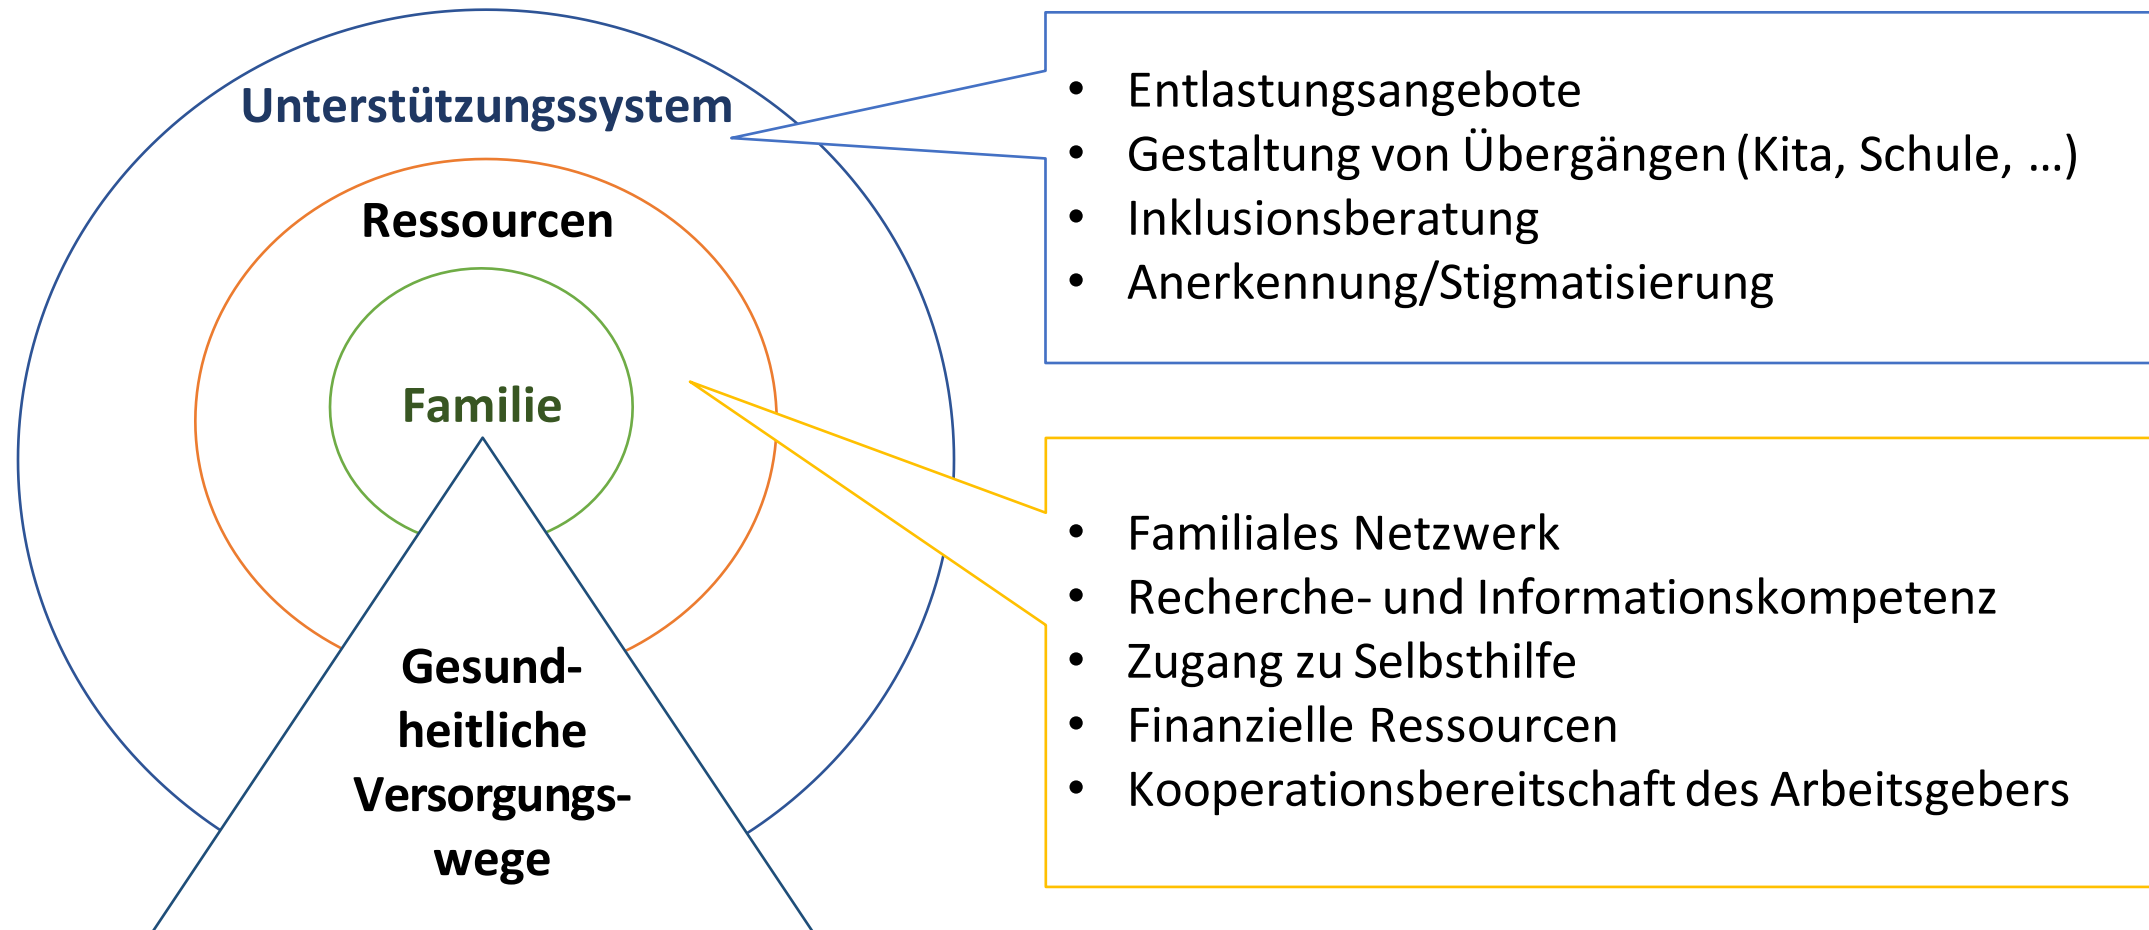 Unterstützungssystem
Ressourcen
Familie
Gesund-
heitliche
Versorgungs-
wege
• Entlastungsangebote
• Gestaltung von Übergängen (Kita, Schule, …)
• Inklusionsberatung
• Anerkennung/Stigmatisierung
• Familiales Netzwerk
• Recherche- und Informationskompetenz
• Zugang zu Selbsthilfe
• Finanzielle Ressourcen
• Kooperationsbereitschaft des Arbeitsgebers